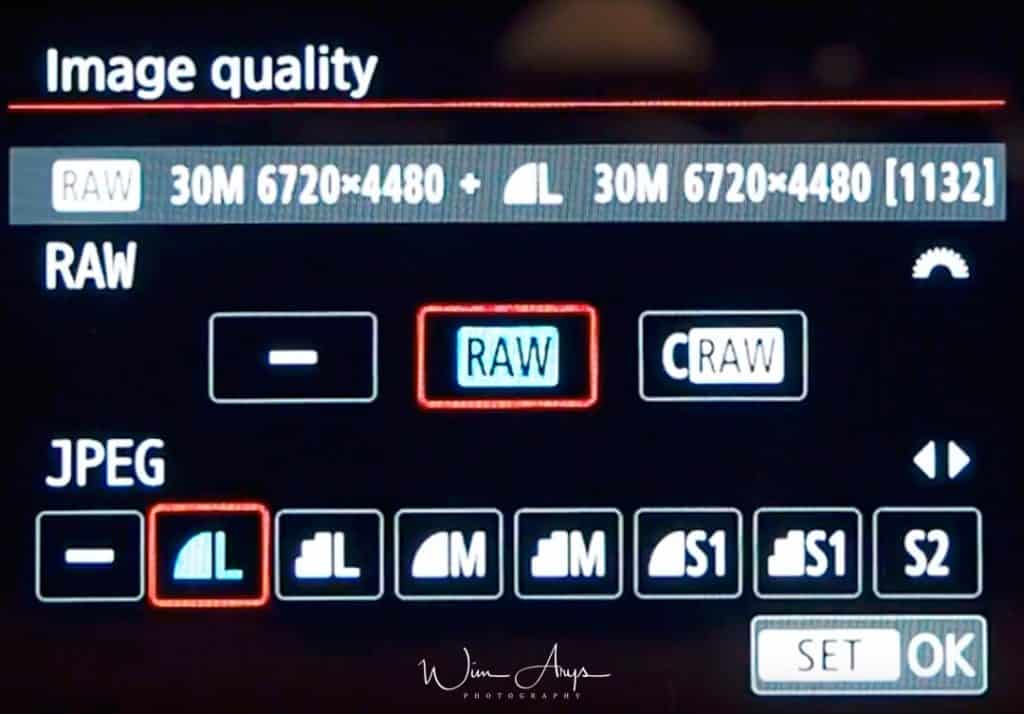 Image quality
RAW 30M 6720×4480 + L 30M 6720×4480 [1132]
RAW
RAW CRAW
JPEG
L L M M S1 S1 S2
SET OK
Wim Arys
PHOTOGRAPHY